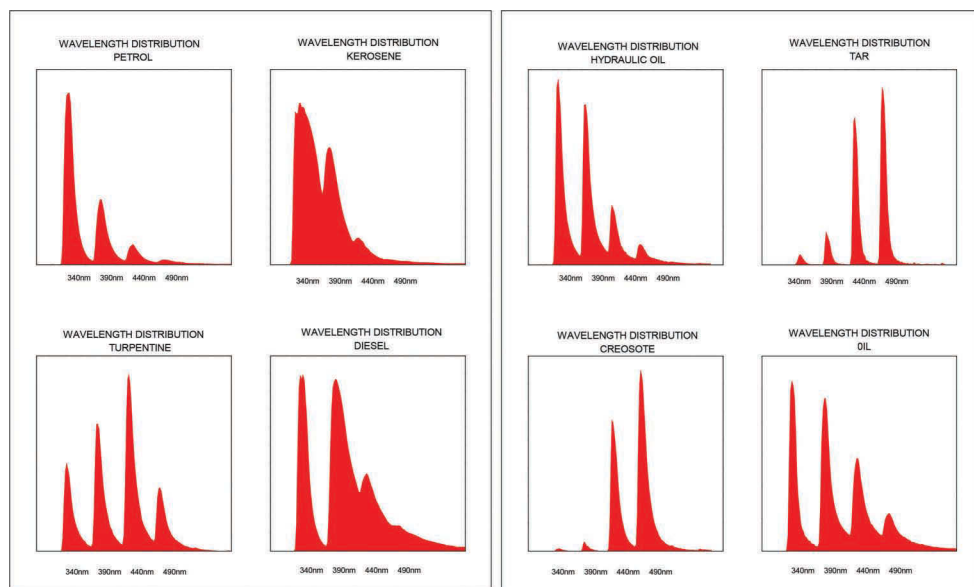 WAVELENGTH DISTRIBUTION
PETROL
340nm 390nm 440nm 490nm
WAVELENGTH DISTRIBUTION
KEROSENE
340nm 390nm 440nm 490nm
WAVELENGTH DISTRIBUTION
TURPENTINE
340nm 390nm 440nm 490nm
WAVELENGTH DISTRIBUTION
DIESEL
340nm 390nm 440nm 490nm
WAVELENGTH DISTRIBUTION
HYDRAULIC OIL
340nm 390nm 440nm 490nm
WAVELENGTH DISTRIBUTION
TAR
340nm 390nm 440nm 490nm
WAVELENGTH DISTRIBUTION
CREOSOTE
340nm 390nm 440nm 490nm
WAVELENGTH DISTRIBUTION
0IL
340nm 390nm 440nm 490nm